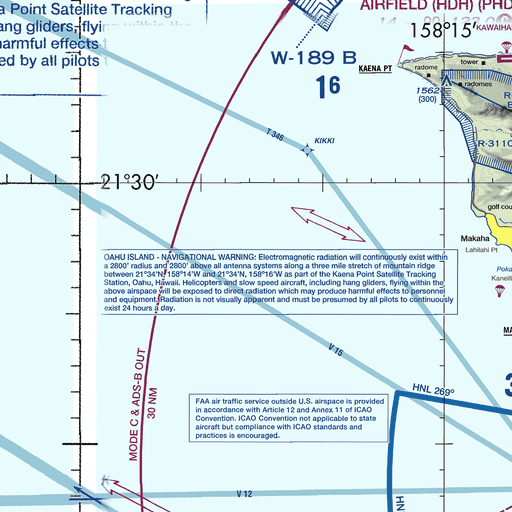 a Point Satellite Tracking
ang gliders, flying within the
harmful effects
ed by all pilots
AIRFIELD (HDH) (PHD
158°15'
KAWAIHA
W-189 B
16
KAENA PT
radome
tower
radomes
1562
(300)
R-3110
T 346
KIKKI
21°30'
golf cou
Makaha
Lahilahi Pt
Poka
Kaneili
OAHU ISLAND - NAVIGATIONAL WARNING: Electromagnetic radiation will continuously exist within
a 2800' radius and 2800' above all antenna systems along a three mile stretch of mountain ridge
between 21°34'N, 158°14'W and 21°34'N, 158°16'W as part of the Kaena Point Satellite Tracking
Station, Oahu, Hawaii. Helicopters and slow speed aircraft, including hang gliders, flying within the
above airspace will be exposed to direct radiation which may produce harmful effects to personnel
and equipment. Radiation is not visually apparent and must be presumed by all pilots to continuously
exist 24 hours a day.
MA
V 15
MODE C & ADS-B OUT
30 NM
HNL 269°
3
FAA air traffic service outside U.S. airspace is provided
in accordance with Article 12 and Annex 11 of ICAO
Convention. ICAO Convention not applicable to state
aircraft but compliance with ICAO standards and
practices is encouraged.
V 12
NH